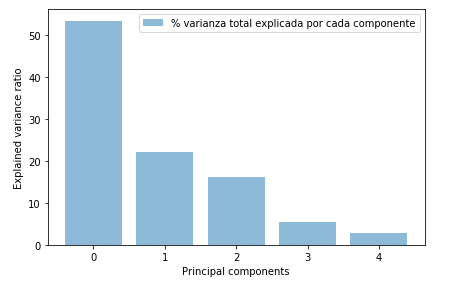 % varianza total explicada por cada componente
Explained variance ratio
50
40
30
20
10
0
0 1 2 3 4
Principal components